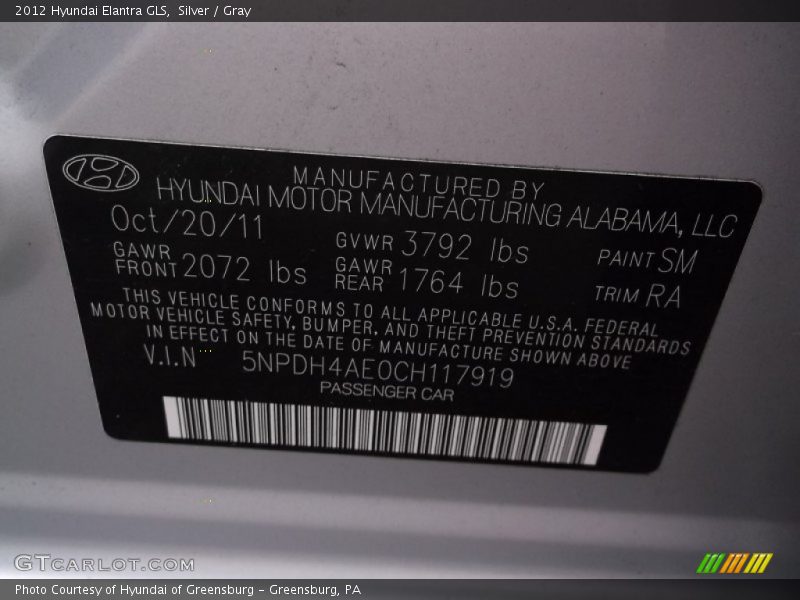 2012 Hyundai Elantra GLS, Silver / Gray
MANUFACTURED BY
HYUNDAI MOTOR MANUFACTURING ALABAMA, LLC
Oct/20/11
GVWR 3792 lbs
PAINT SM
GAWR FRONT 2072 lbs
GAWR REAR 1764 lbs
TRIM RA
THIS VEHICLE CONFORMS TO ALL APPLICABLE U.S.A. FEDERAL
MOTOR VEHICLE SAFETY, BUMPER, AND THEFT PREVENTION STANDARDS
IN EFFECT ON THE DATE OF MANUFACTURE SHOWN ABOVE
V.I.N 5NPDH4AE0CH117919
PASSENGER CAR
GTCARLOT.COM
Photo Courtesy of Hyundai of Greensburg - Greensburg, PA